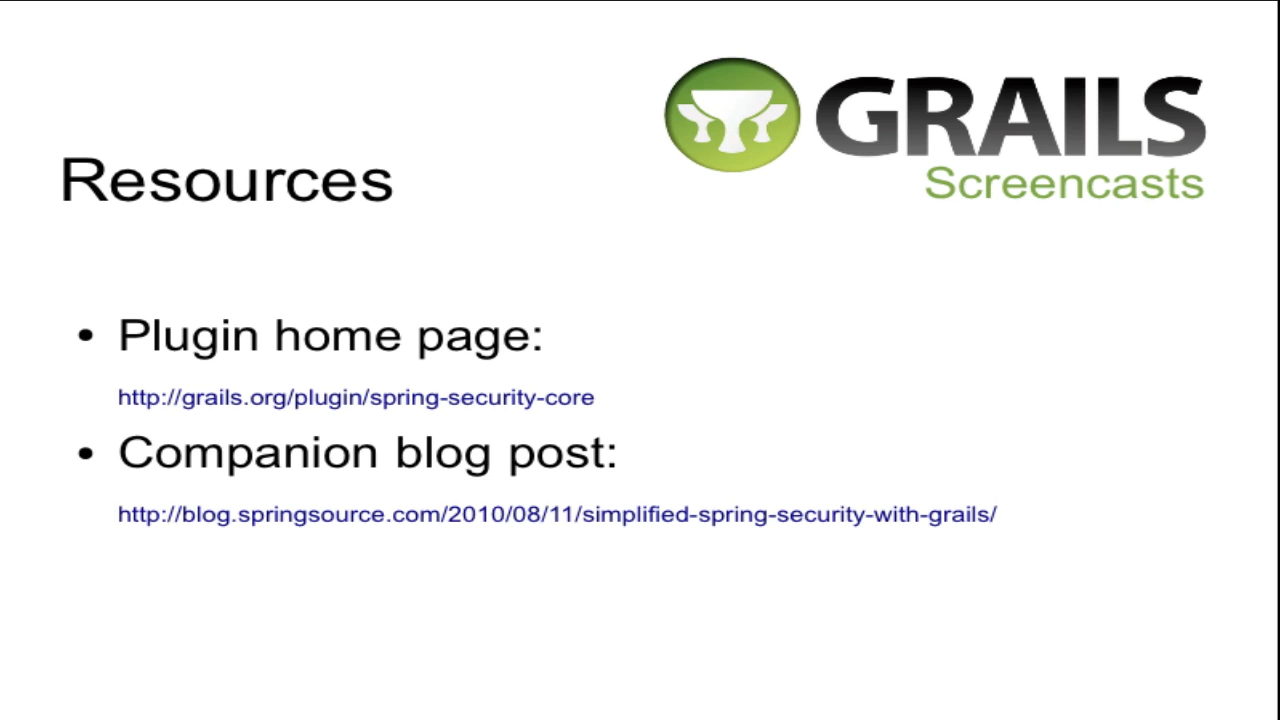 GRAILS
Screencasts
Resources
• Plugin home page:
http://grails.org/plugin/spring-security-core
• Companion blog post:
http://blog.springsource.com/2010/08/11/simplified-spring-security-with-grails/